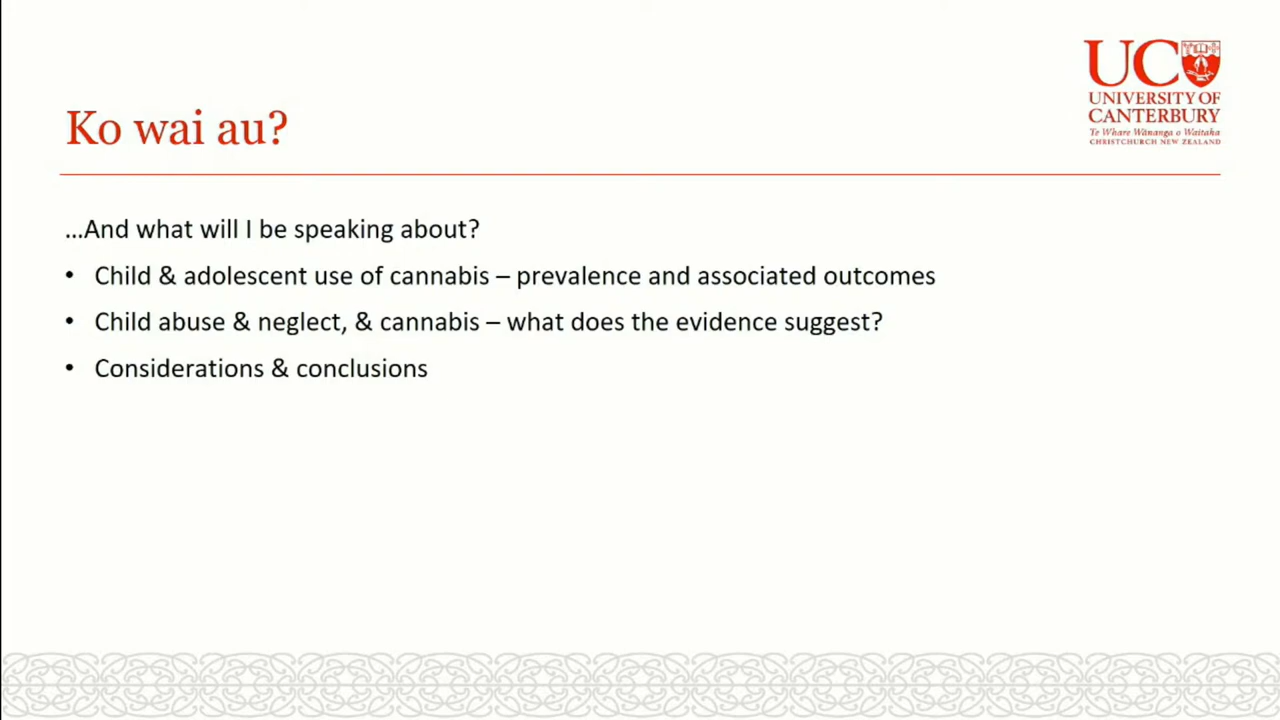 UC
UNIVERSITY OF
CANTERBURY
Te Whare Wānanga o Waitaha
CHRISTCHURCH NEW ZEALAND
Ko wai au?
...And what will I be speaking about?
• Child & adolescent use of cannabis – prevalence and associated outcomes
• Child abuse & neglect, & cannabis – what does the evidence suggest?
• Considerations & conclusions